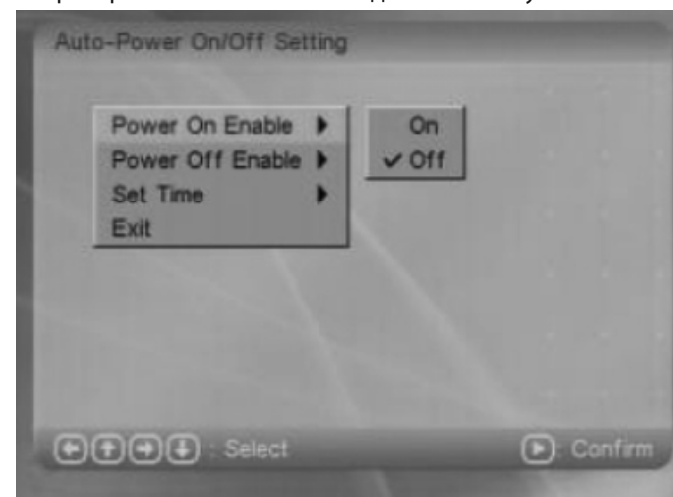 Auto-Power On/Off Setting
Power On Enable
Power Off Enable
Set Time
Exit
On
✓ Off
: Select
: Confirm